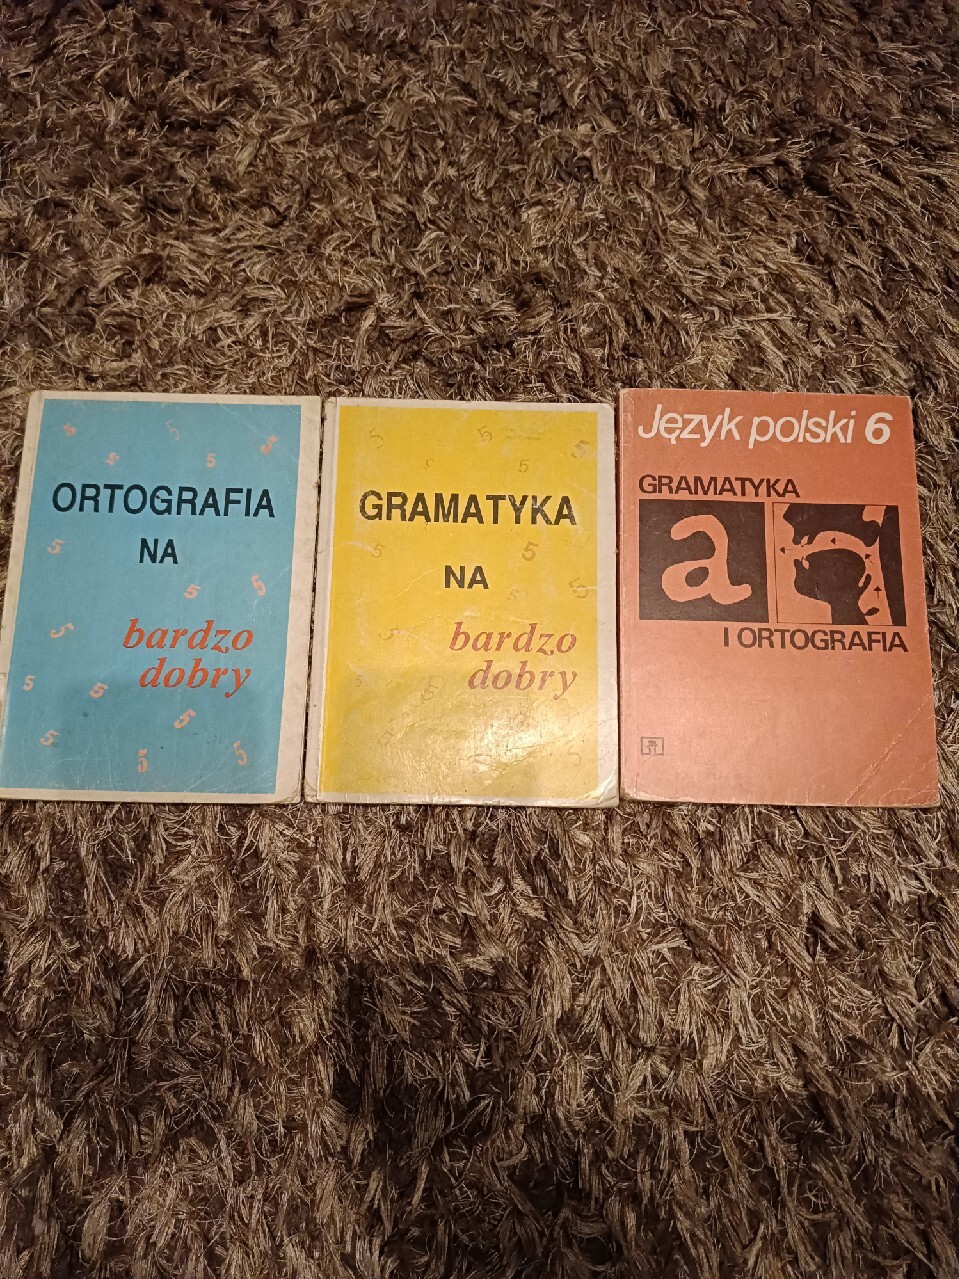 ORTOGRAFIA
NA
bardzo
dobry
GRAMATYKA
NA
bardzo
dobry
Język polski 6
GRAMATYKA
a
I ORTOGRAFIA